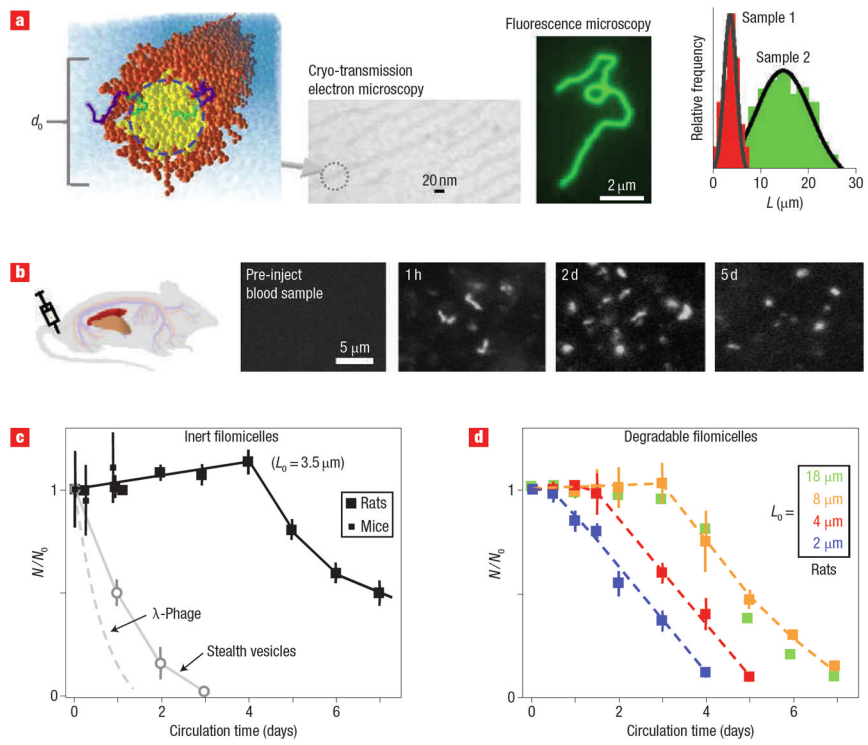 a
d0
Cryo-transmission
electron microscopy
20 nm
Fluorescence microscopy
2 μm
Relative frequency
Sample 1
Sample 2
0
10
20
30
L (μm)
b
Pre-inject
blood sample
5 μm
1 h
2 d
5 d
c
Inert filomicelles
(L0 = 3.5 μm)
Rats
Mice
1
N/N0
λ-Phage
Stealth vesicles
0
0
2
4
6
Circulation time (days)
d
Degradable filomicelles
18 μm
8 μm
L0 =
4 μm
2 μm
Rats
1
N/N0
0
0
2
4
6
Circulation time (days)